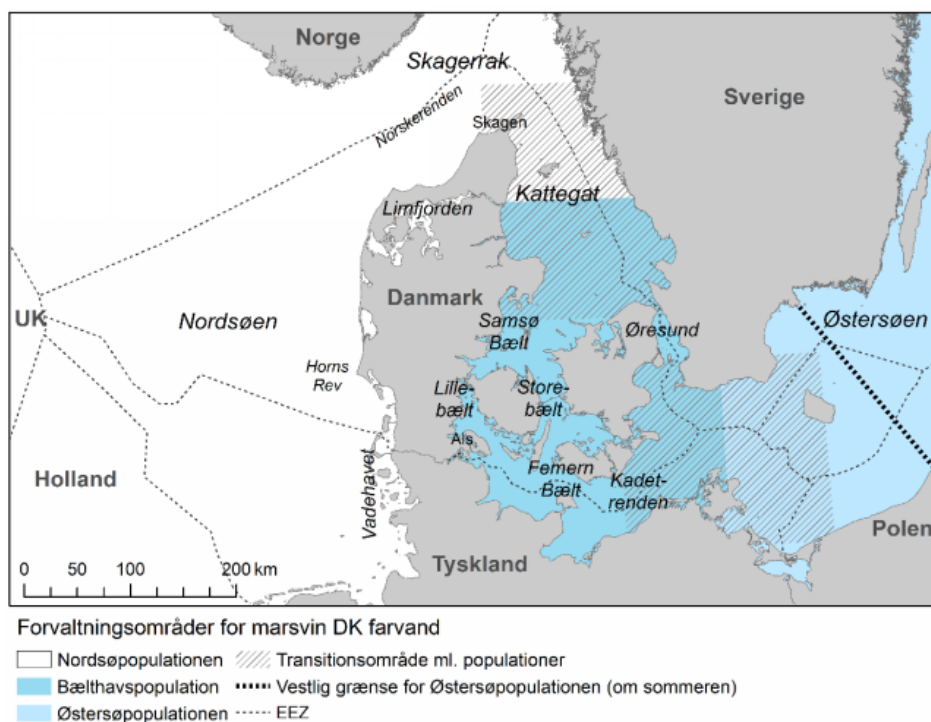 Norge
Skagerrak
Sverige
Norskerenden
Skagen
Kattegat
Limfjorden
Danmark
UK
Nordsøen
Samsø
Bælt
Øresund
Østersøen
Horns
Rev
Lille-
bælt
Store-
bælt
Als
Holland
Vadehavet
Femern
Bælt
Kadet-
renden
Polen
Tyskland
0 50 100 200 km
Forvaltningsområder for marsvin DK farvand
Nordsøpopulationen Transitionsområde ml. populationer
Bælthavspopulation Vestlig grænse for Østersøpopulationen (om sommeren)
Østersøpopulationen EEZ